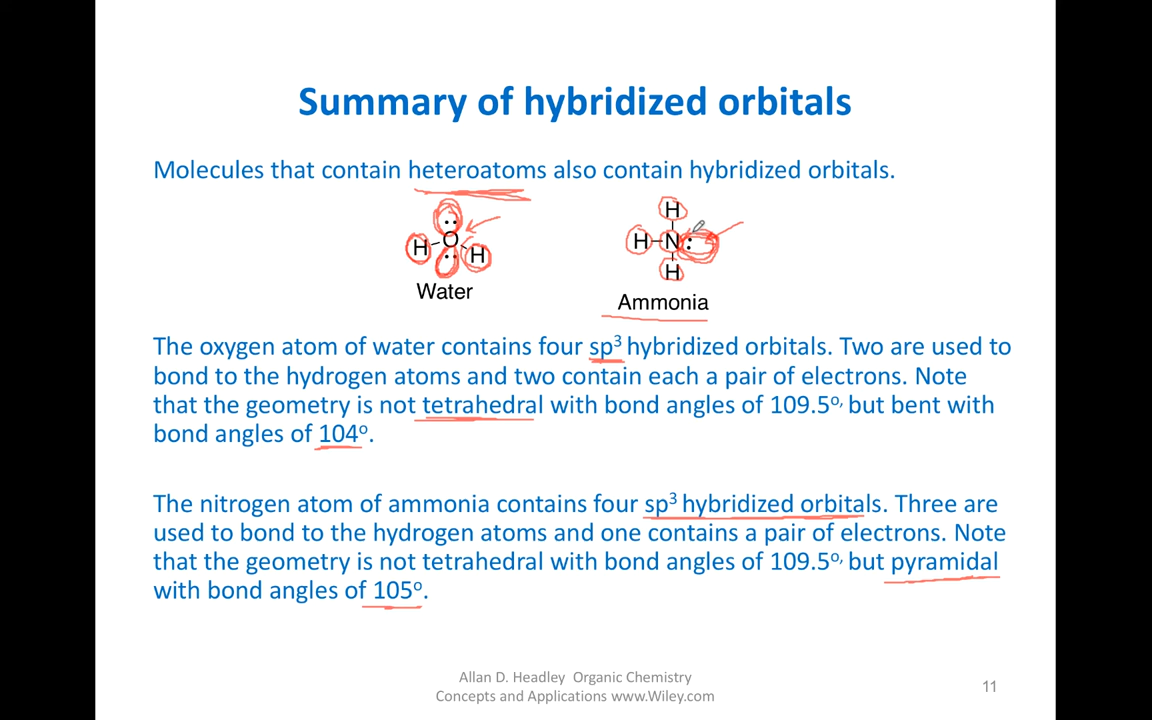 Summary of hybridized orbitals
Molecules that contain heteroatoms also contain hybridized orbitals.
H
H O H
H N :
Water
H
Ammonia
The oxygen atom of water contains four sp³ hybridized orbitals. Two are used to
bond to the hydrogen atoms and two contain each a pair of electrons. Note
that the geometry is not tetrahedral with bond angles of 109.5º, but bent with
bond angles of 104º.
The nitrogen atom of ammonia contains four sp³ hybridized orbitals. Three are
used to bond to the hydrogen atoms and one contains a pair of electrons. Note
that the geometry is not tetrahedral with bond angles of 109.5º, but pyramidal
with bond angles of 105º.
Allan D. Headley Organic Chemistry
Concepts and Applications www.Wiley.com
11